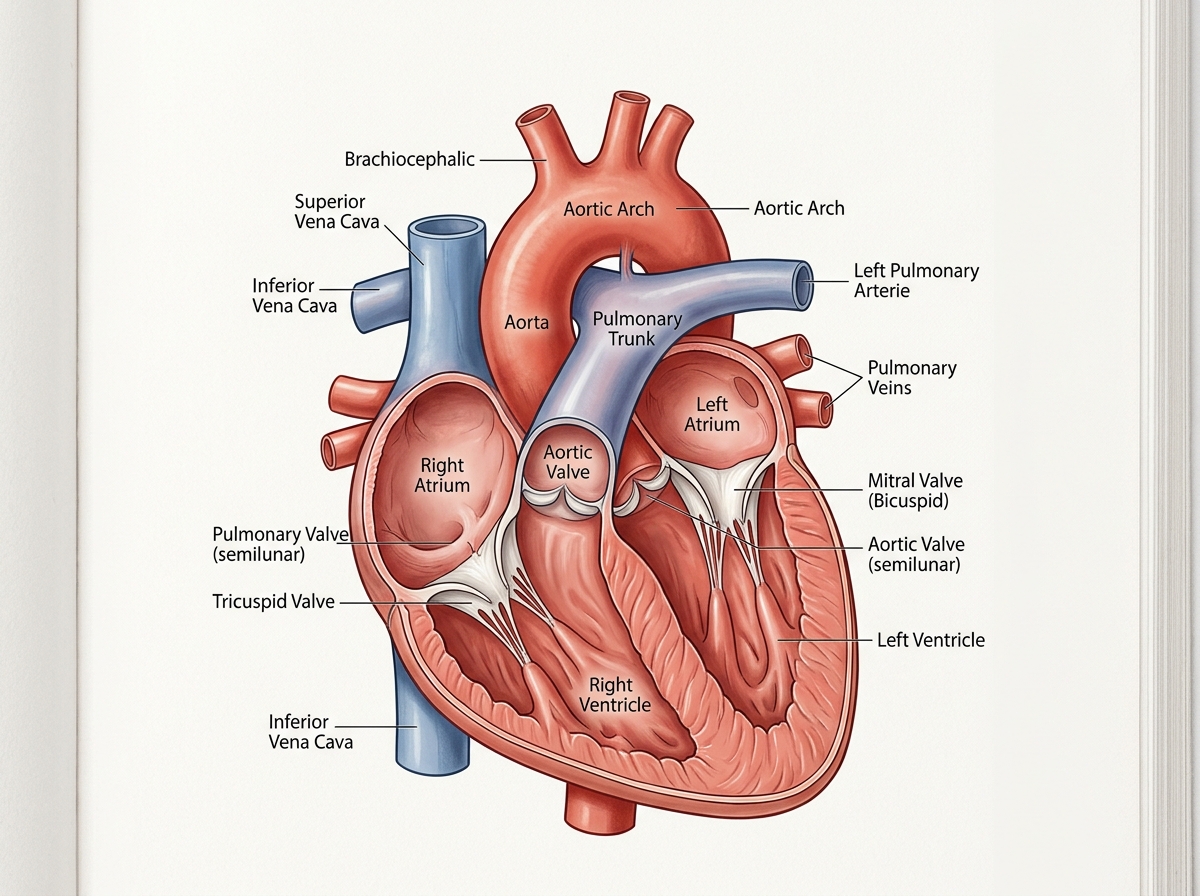 Brachiocephalic
Superior
Vena Cava
Aortic Arch
Aortic Arch
Inferior
Vena Cava
Left Pulmonary
Arterie
Aorta
Pulmonary
Trunk
Pulmonary
Veins
Left
Atrium
Aortic
Valve
Right
Atrium
Mitral Valve
(Bicuspid)
Pulmonary Valve
(semilunar)
Aortic Valve
(semilunar)
Tricuspid Valve
Left Ventricle
Right
Ventricle
Inferior
Vena Cava